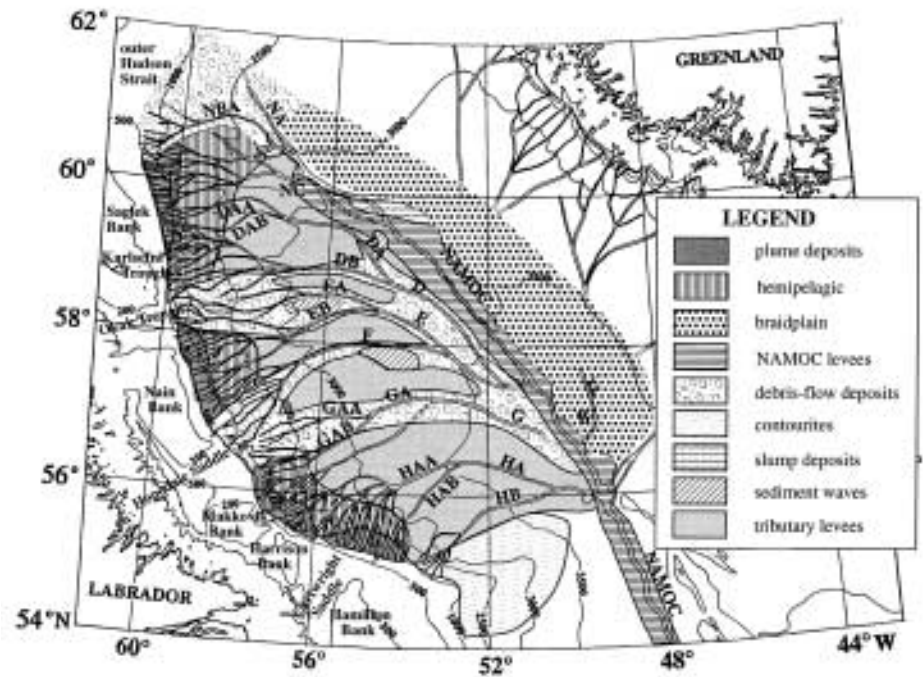 62°
60°
58°
56°
54°N
60°
56°
52°
48°
44°W
outer
Hudson
Strait
GREENLAND
NBA
500
3000
Saglek
Bank
DAB
DB
DA
D
EA
EB
E
F
GA
G
GAA
GAB
HAA
HA
HAB
HB
Nain
Bank
Makkovik
Bank
Harrison
Bank
Hamilton
Bank
LABRADOR
NAMOC
NAMOC
LEGEND
plume deposits
hemipelagic
braidplain
NAMOC levees
debris-flow deposits
contourites
slump deposits
sediment waves
tributary levees